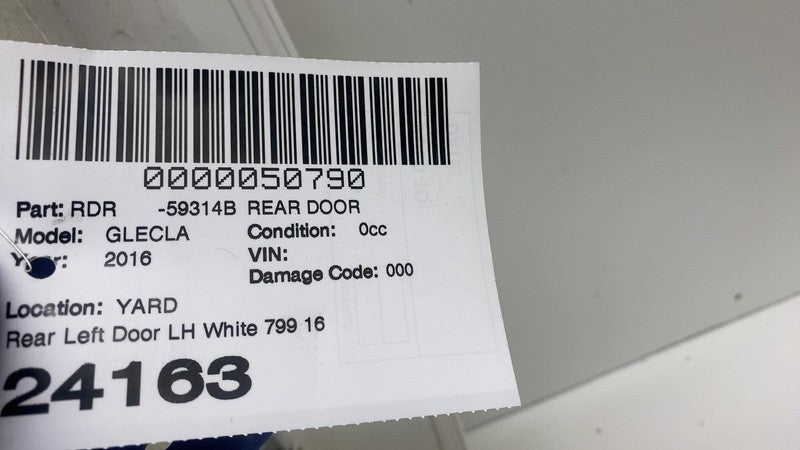 0000050790
Part: RDR -59314B REAR DOOR
Model: GLECLA Condition: 0cc
Year: 2016 VIN:
Damage Code: 000
Location: YARD
Rear Left Door LH White 799 16
24163